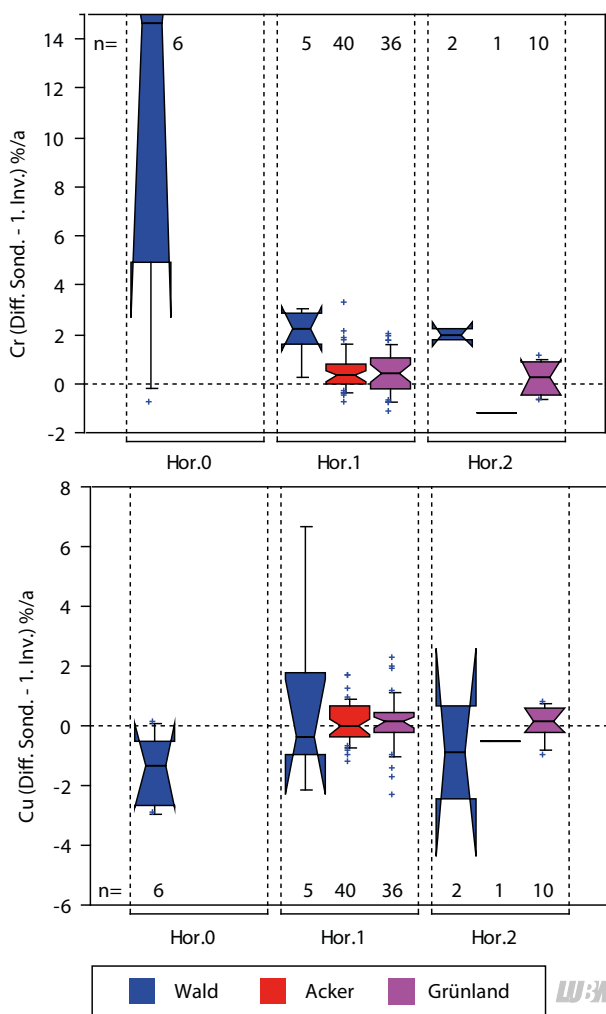 Cr (Diff. Sond. - 1. Inv.) %/a
14
12
10
8
6
4
2
0
-2
n= 6 5 40 36 2 1 10
Hor.0 Hor.1 Hor.2
Cu (Diff. Sond. - 1. Inv.) %/a
8
6
4
2
0
-2
-4
-6
n= 6 5 40 36 2 1 10
Hor.0 Hor.1 Hor.2
Wald Acker Grünland